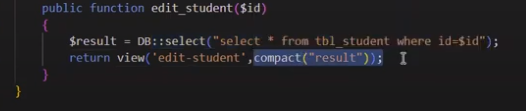 public function edit_student($id)
{
$result = DB::select("select * from tbl_student where id=$id");
return view('edit-student',compact("result"));
}
}